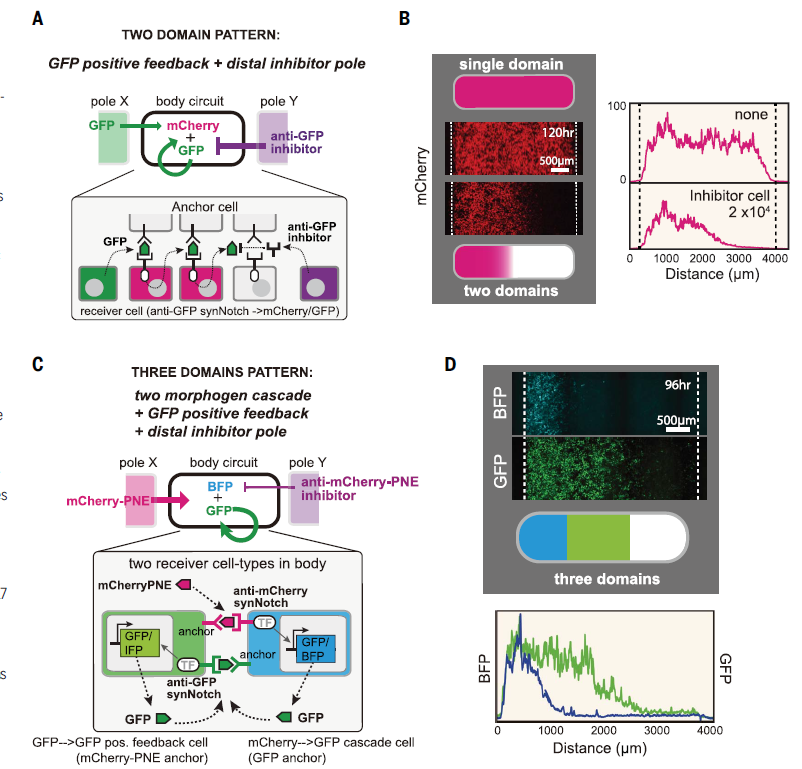 A
TWO DOMAIN PATTERN:
GFP positive feedback + distal inhibitor pole
pole X
body circuit
pole Y
GFP
mCherry
+
GFP
anti-GFP
inhibitor
Anchor cell
GFP
anti-GFP
inhbitor
receiver cell (anti-GFP synNotch ->mCherry/GFP)
B
single domain
mCherry
120hr
500µm
two domains
100
0
none
Inhibitor cell
2 x10⁴
0 1000 2000 3000 4000
Distance (µm)
C
THREE DOMAINS PATTERN:
two morphogen cascade
+ GFP positive feedback
+ distal inhibitor pole
pole X
body circuit
pole Y
mCherry-PNE
BFP
+
GFP
anti-mCherry-PNE
inhibitor
two receiver cell-types in body
mCherryPNE
anti-mCherry
synNotch
anchor
TF
GFP/
IFP
GFP/
BFP
TF
anchor
anti-GFP
synNotch
GFP
GFP
GFP-->GFP pos. feedback cell
(mCherry-PNE anchor)
mCherry-->GFP cascade cell
(GFP anchor)
D
BFP
96hr
500µm
GFP
three domains
BFP
GFP
0 1000 2000 3000 4000
Distance (µm)
-
s
e
es
7
s